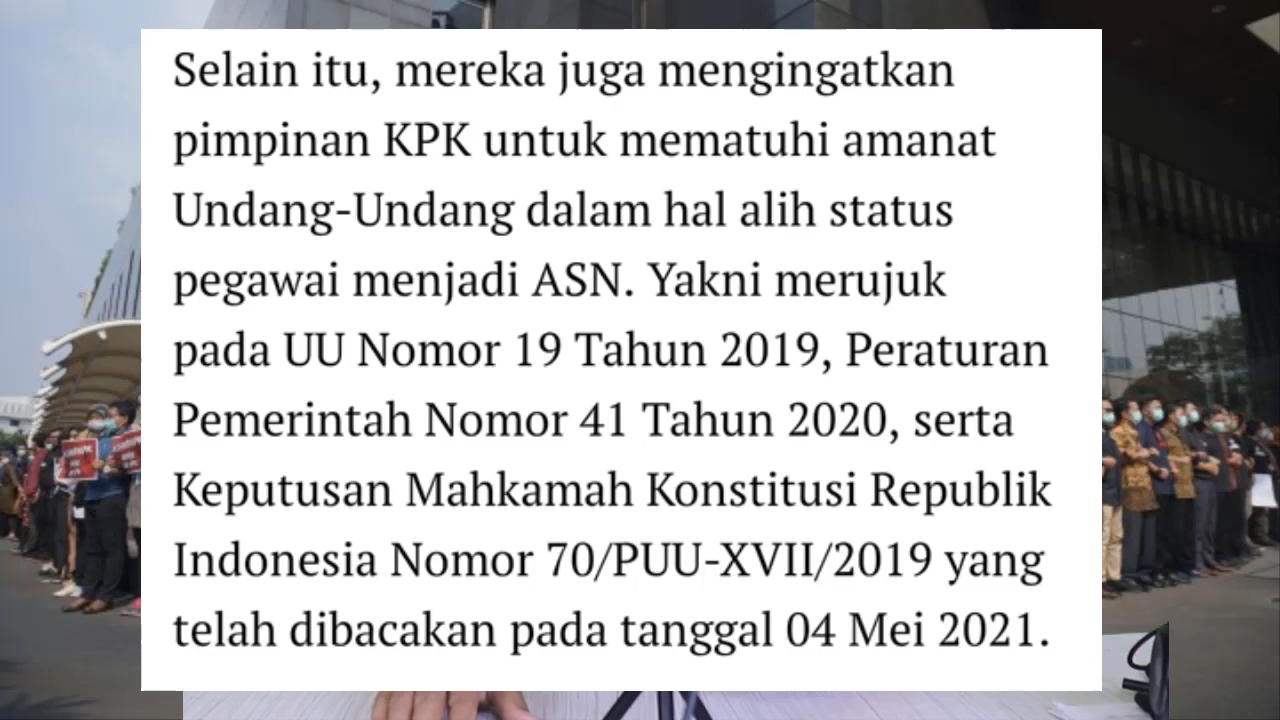 Selain itu, mereka juga mengingatkan
pimpinan KPK untuk mematuhi amanat
Undang-Undang dalam hal alih status
pegawai menjadi ASN. Yakni merujuk
pada UU Nomor 19 Tahun 2019, Peraturan
Pemerintah Nomor 41 Tahun 2020, serta
Keputusan Mahkamah Konstitusi Republik
Indonesia Nomor 70/PUU-XVII/2019 yang
telah dibacakan pada tanggal 04 Mei 2021.